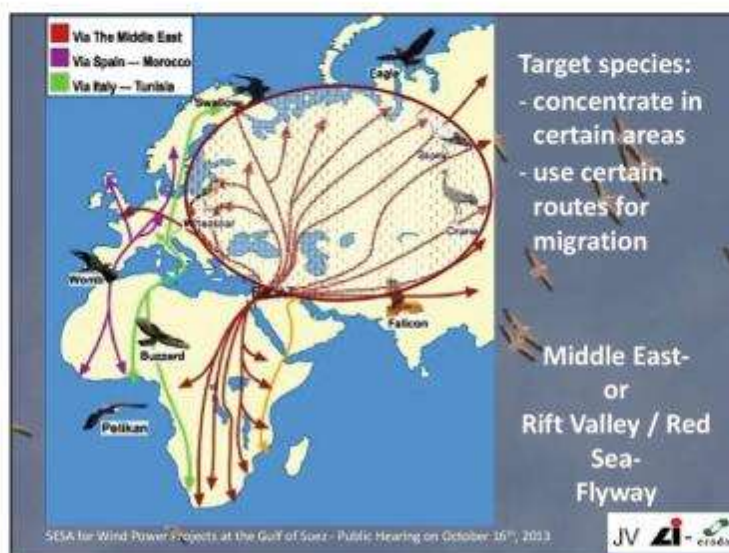 Via The Middle East
Via Spain --- Morocco
Via Italy --- Tunisia
Eagle
Swallow
Stork
Crane
Falicon
Buzzard
Pelikan
Target species:
- concentrate in
certain areas
- use certain
routes for
migration
Middle East-
or
Rift Valley / Red
Sea-
Flyway
SESA for Wind Power Projects at the Gulf of Suez - Public Hearing on October 16th, 2013
JV